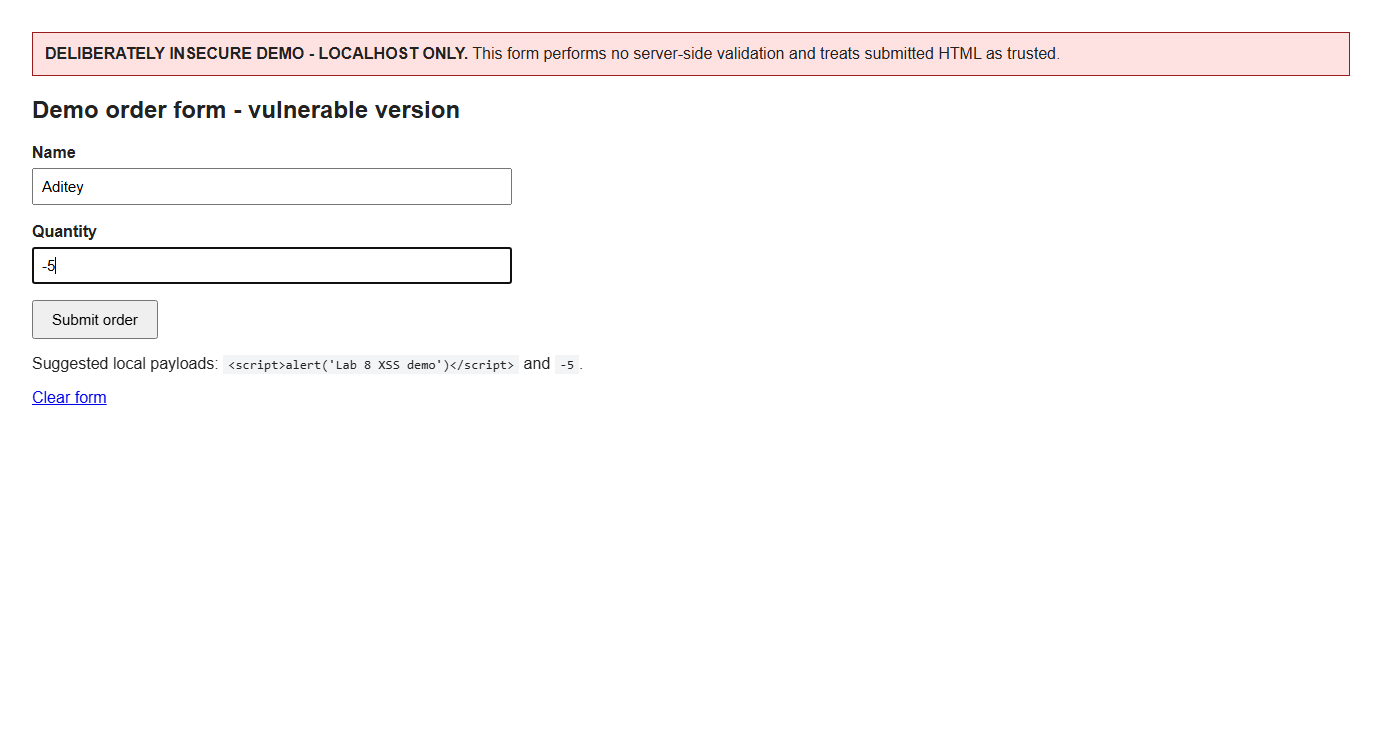 DELIBERATELY INSECURE DEMO - LOCALHOST ONLY. This form performs no server-side validation and treats submitted HTML as trusted.
Demo order form - vulnerable version
Name
Aditey
Quantity
-5
Submit order
Suggested local payloads: <script>alert('Lab 8 XSS demo')</script> and -5.
Clear form